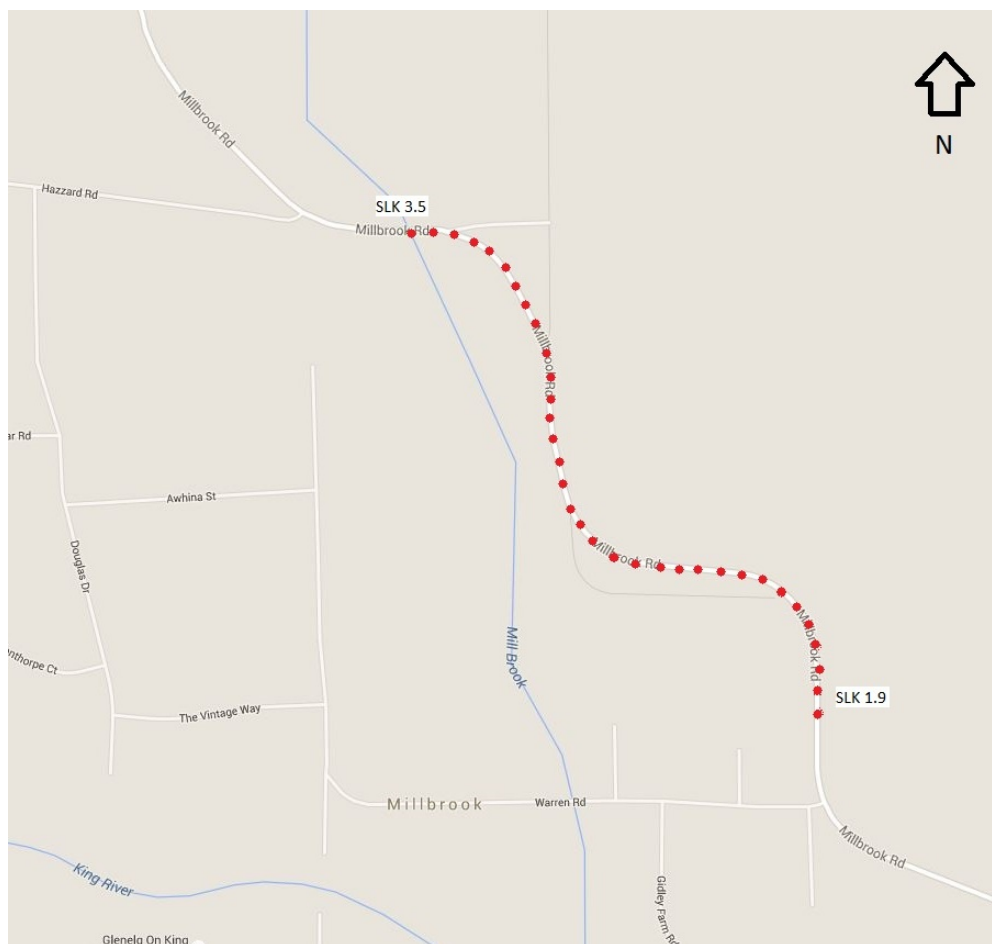 Millbrook Rd
N
Hazzard Rd
SLK 3.5
Millbrook Rd
Millbrook Rd
ar Rd
Awhina St
Millbrook Rd
Douglas Dr
Mill Brook
Millbrook Rd
nthorpe Ct
SLK 1.9
The Vintage Way
Millbrook
Warren Rd
Millbrook Rd
King River
Gidley Farm Rd
Glenelg On King